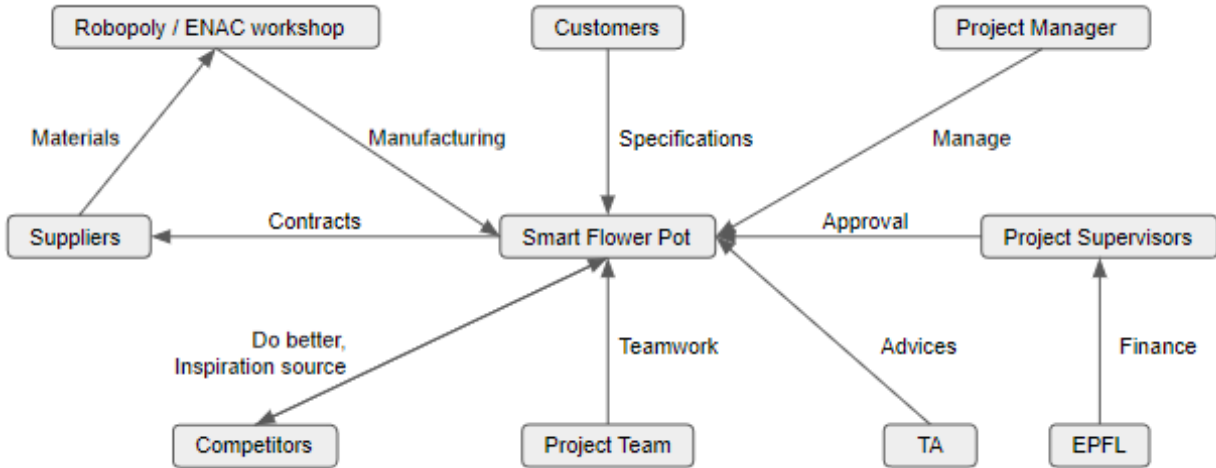 Robopoly / ENAC workshop
Customers
Project Manager
Materials
Manufacturing
Specifications
Manage
Suppliers
Contracts
Smart Flower Pot
Approval
Project Supervisors
Do better,
Inspiration source
Teamwork
Advices
Finance
Competitors
Project Team
TA
EPFL